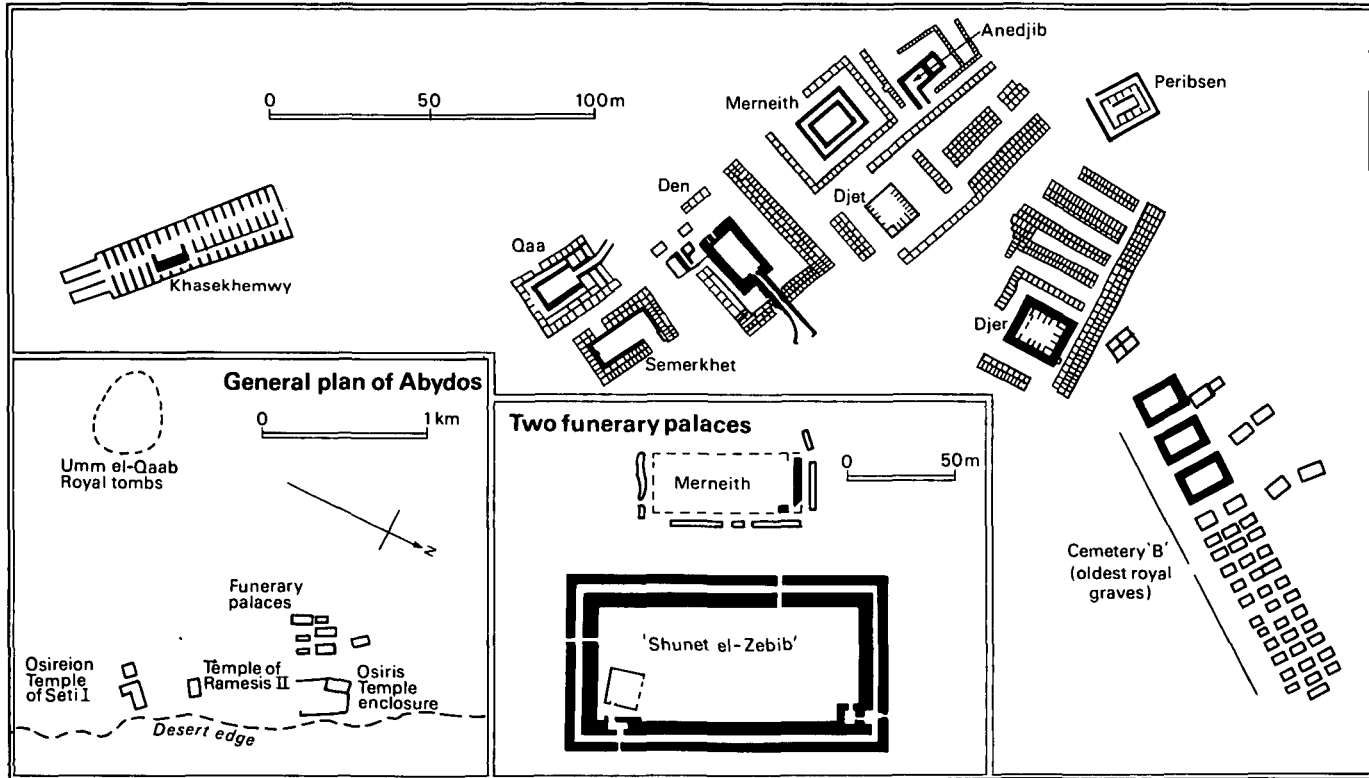 Anedjib
Merneith
Peribsen
0 50 100m
Den
Djet
Qaa
Khasekhemwy
Djer
Semerkhet
General plan of Abydos
0 1 km
Umm el-Qaab
Royal tombs
N
Funerary
palaces
Osireion
Temple
of Seti I
Temple of
Ramesis II
Osiris
Temple
enclosure
Desert edge
Two funerary palaces
0 50m
Merneith
'Shunet el-Zebib'
Cemetery 'B'
(oldest royal
graves)